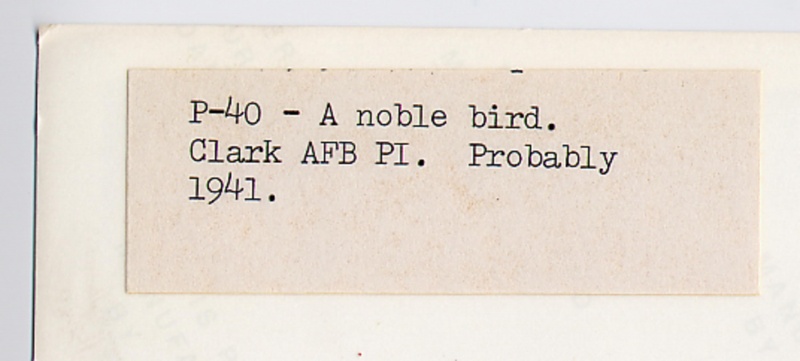 P-40 - A noble bird.
Clark AFB PI.  Probably
1941.